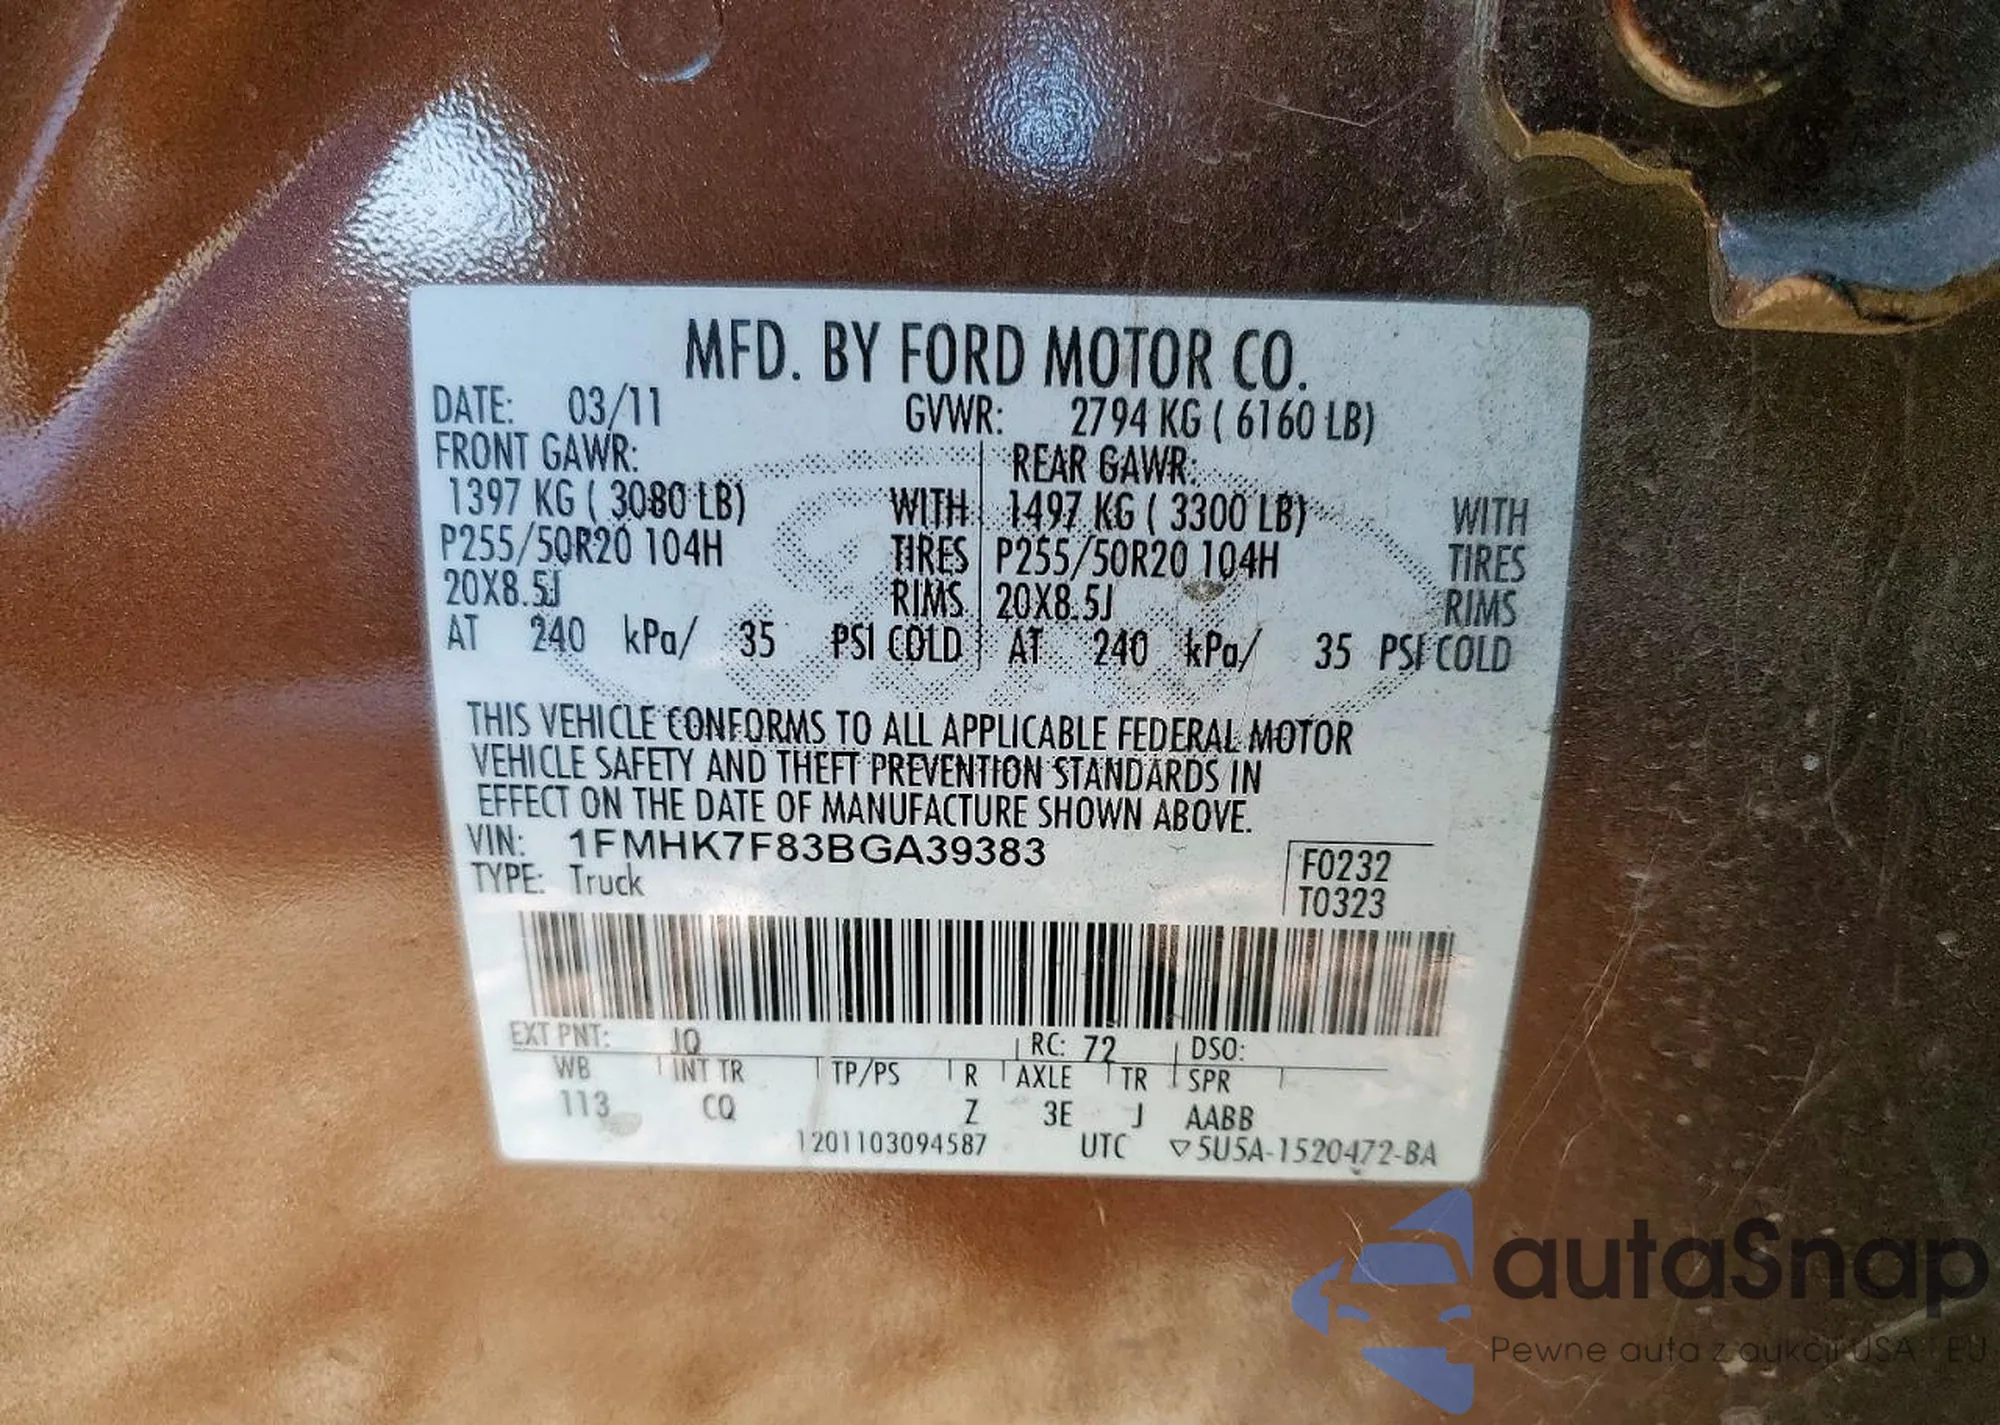 MFD. BY FORD MOTOR CO.
DATE: 03/11 GVWR: 2794 KG ( 6160 LB)
FRONT GAWR: REAR GAWR:
1397 KG ( 3080 LB) WITH 1497 KG ( 3300 LB) WITH
P255/50R20 104H TIRES P255/50R20 104H TIRES
20X8.5J RIMS 20X8.5J RIMS
AT 240 kPa/ 35 PSI COLD AT 240 kPa/ 35 PSI COLD
THIS VEHICLE CONFORMS TO ALL APPLICABLE FEDERAL MOTOR
VEHICLE SAFETY AND THEFT PREVENTION STANDARDS IN
EFFECT ON THE DATE OF MANUFACTURE SHOWN ABOVE.
VIN: 1FMHK7F83BGA39383 F0232
TYPE: Truck T0323
EXT PNT: JQ RC: 72 DSO:
WB INT TR TP/PS R AXLE TR SPR
113 CQ Z 3E J AABB
1201103094587 UTC ▽5U5A-1520472-BA
autaSnap
Pewne auta z aukcji USA i EU